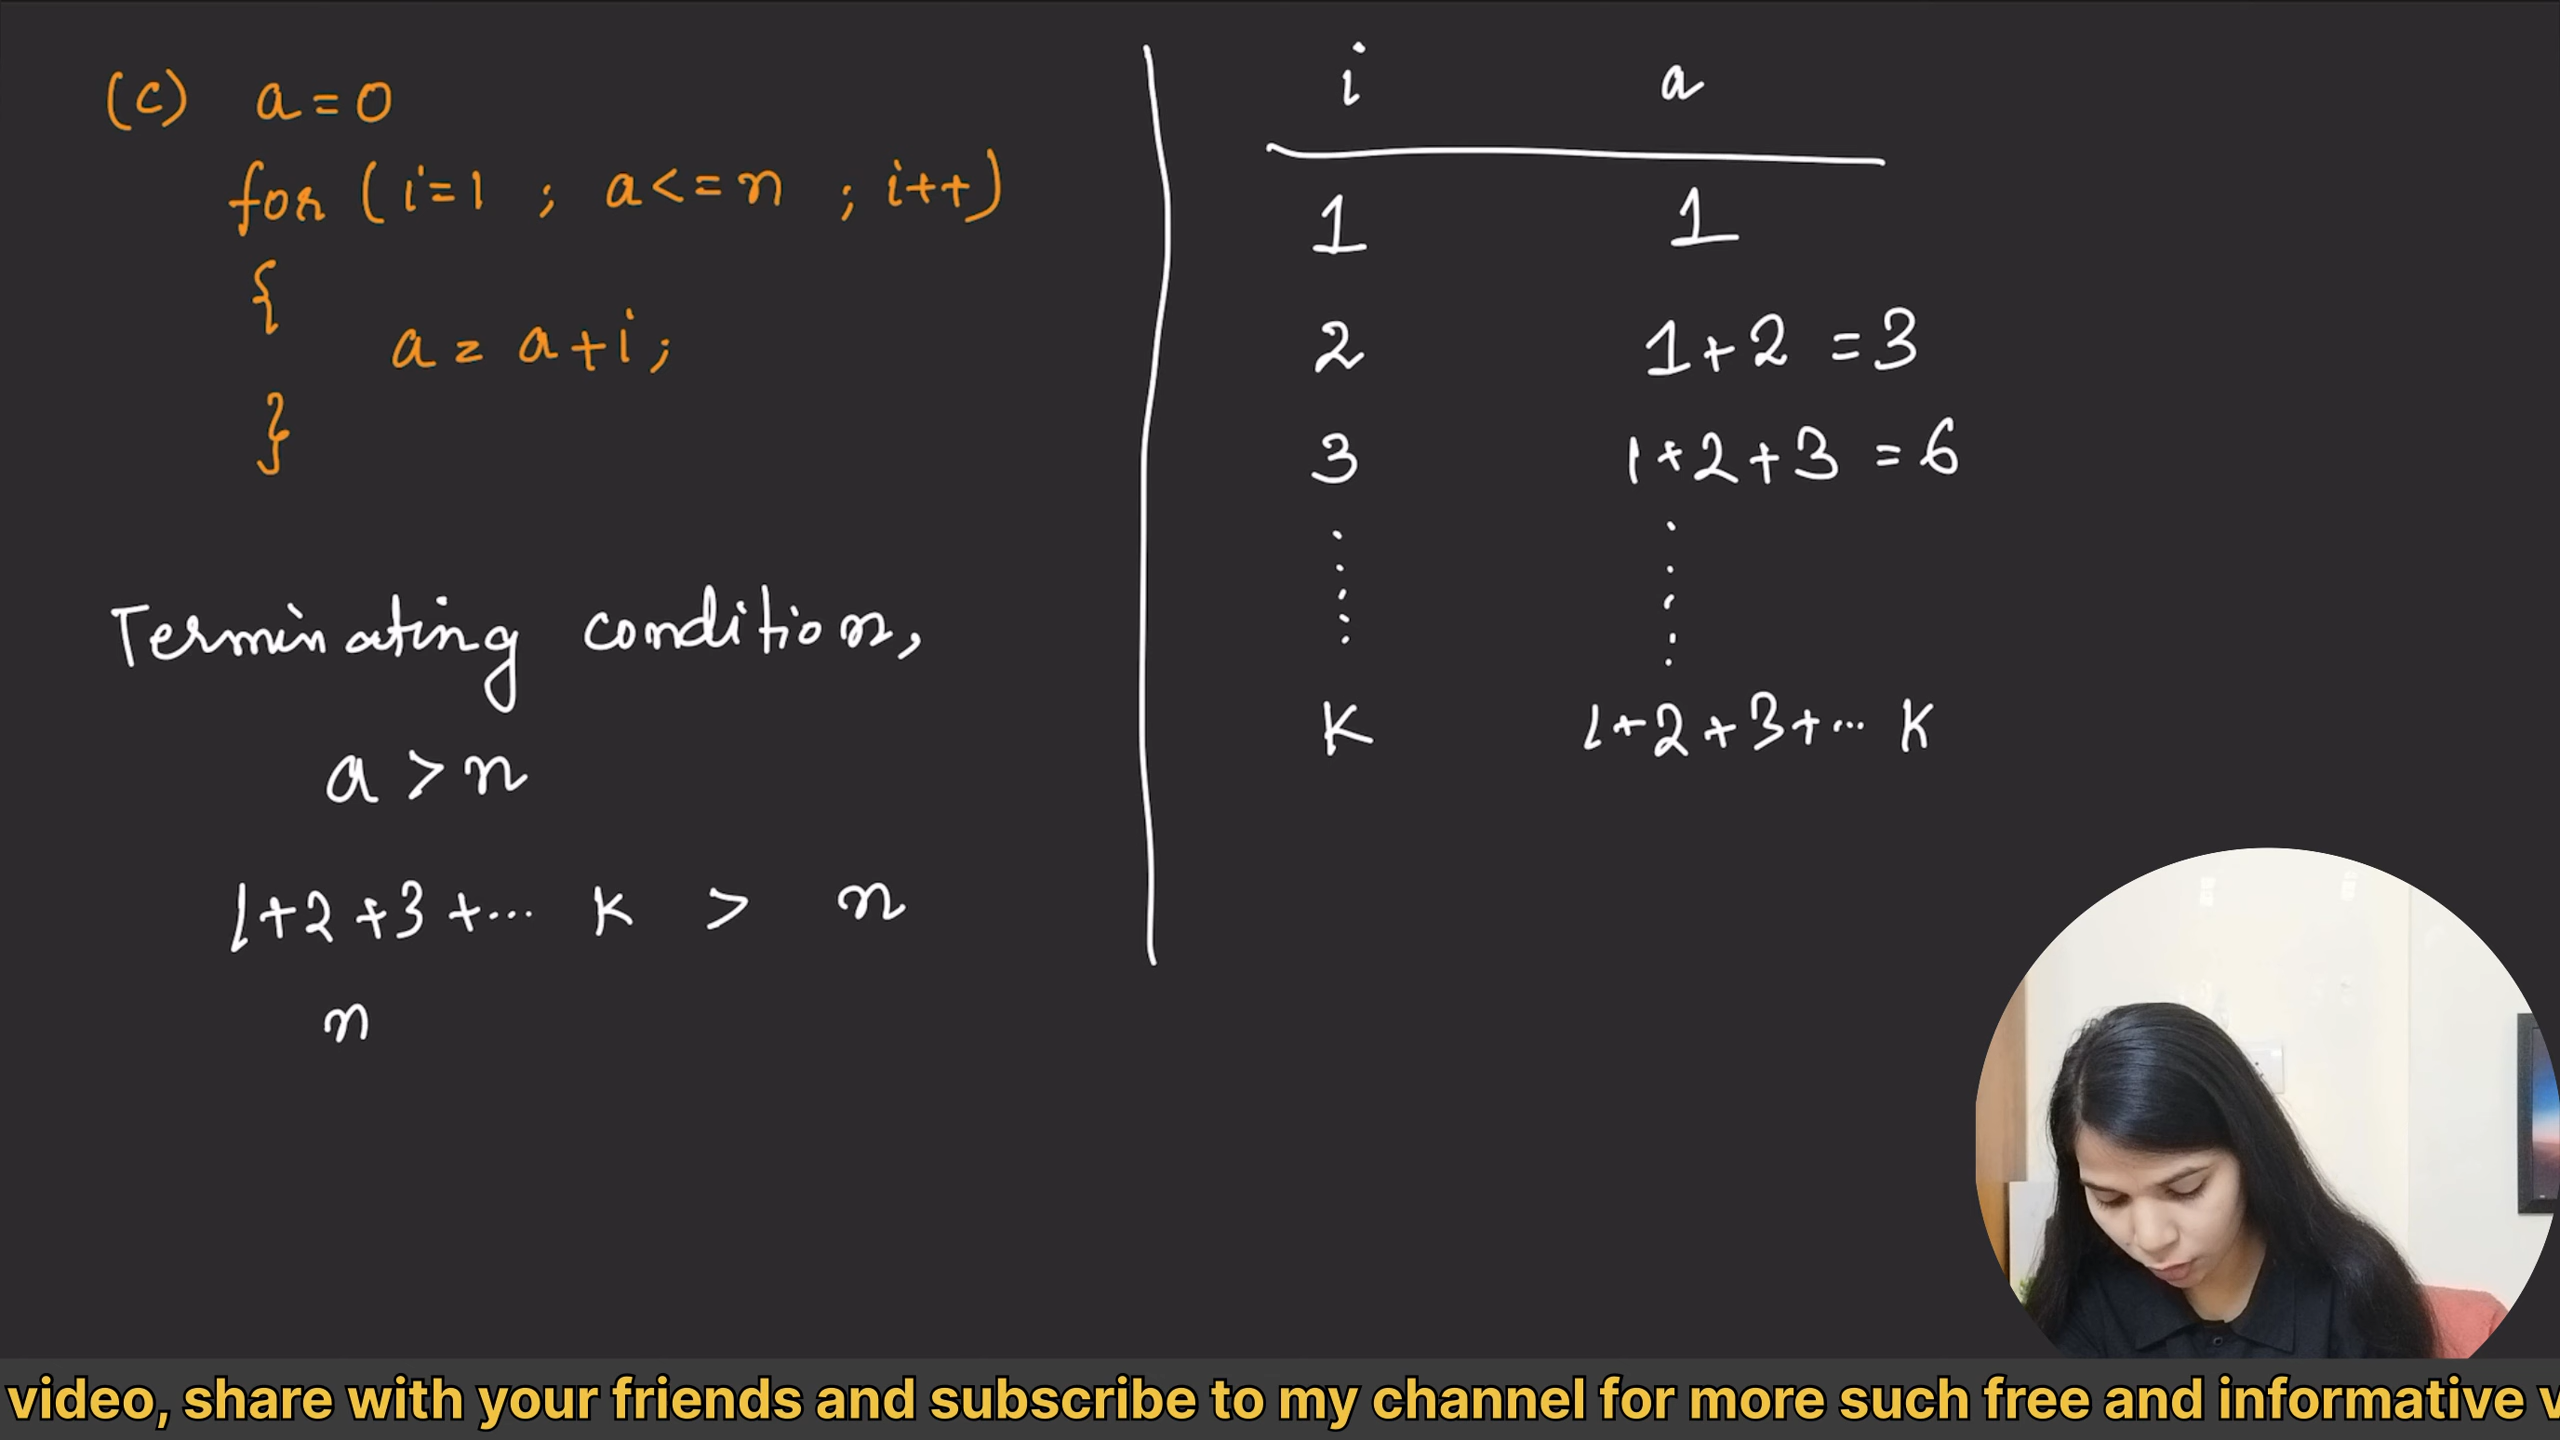 (c) a=0
for (i=1 ; a<=n ; i++)
{
a = a+i;
}
Terminating condition,
a > n
1+2+3+... K > n
n
i a
1 1
2 1+2 =3
3 1+2+3 =6
K 1+2+3+... K
video, share with your friends and subscribe to my channel for more such free and informative v